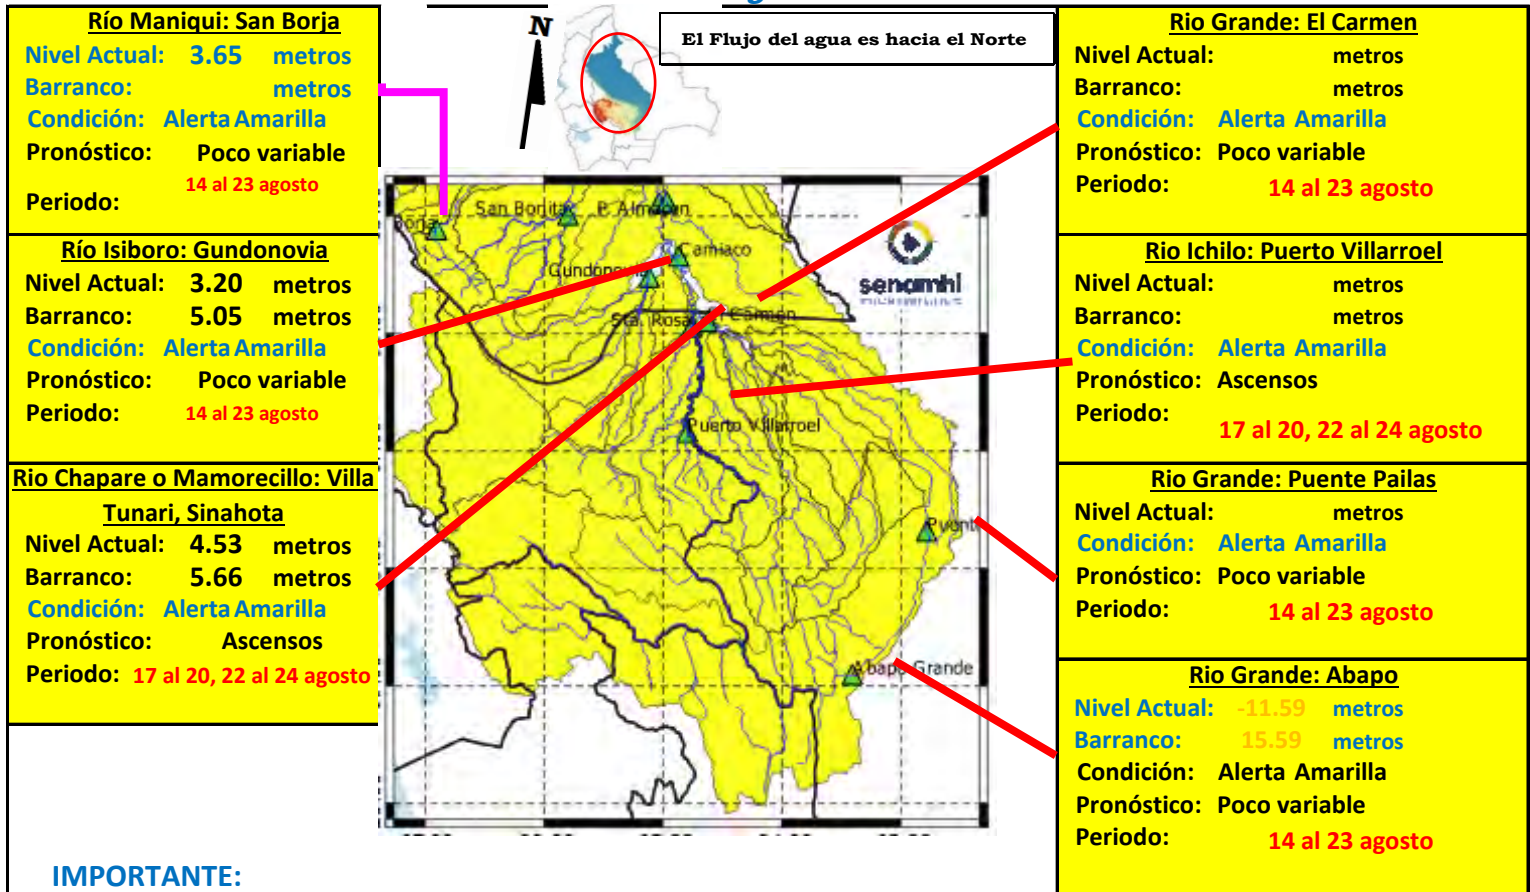 Río Maniqui: San Borja
Nivel Actual: 3.65 metros
Barranco: metros
Condición: Alerta Amarilla
Pronóstico: Poco variable
14 al 23 agosto
Periodo:
Río Isiboro: Gundonovia
Nivel Actual: 3.20 metros
Barranco: 5.05 metros
Condición: Alerta Amarilla
Pronóstico: Poco variable
Periodo: 14 al 23 agosto
Rio Chapare o Mamorecillo: Villa
Tunari, Sinahota
Nivel Actual: 4.53 metros
Barranco: 5.66 metros
Condición: Alerta Amarilla
Pronóstico: Ascensos
Periodo: 17 al 20, 22 al 24 agosto
IMPORTANTE:
N
El Flujo del agua es hacia el Norte
San Borita
P. Almacen
Borja
Camiaco
Gundonovia
senamhi
Sta. Rosa
Carmen
Puerto Villarroel
Puent
Abapo Grande
Rio Grande: El Carmen
Nivel Actual: metros
Barranco: metros
Condición: Alerta Amarilla
Pronóstico: Poco variable
Periodo: 14 al 23 agosto
Rio Ichilo: Puerto Villarroel
Nivel Actual: metros
Barranco: metros
Condición: Alerta Amarilla
Pronóstico: Ascensos
Periodo:
17 al 20, 22 al 24 agosto
Rio Grande: Puente Pailas
Nivel Actual: metros
Condición: Alerta Amarilla
Pronóstico: Poco variable
Periodo: 14 al 23 agosto
Rio Grande: Abapo
Nivel Actual: -11.59 metros
Barranco: 15.59 metros
Condición: Alerta Amarilla
Pronóstico: Poco variable
Periodo: 14 al 23 agosto